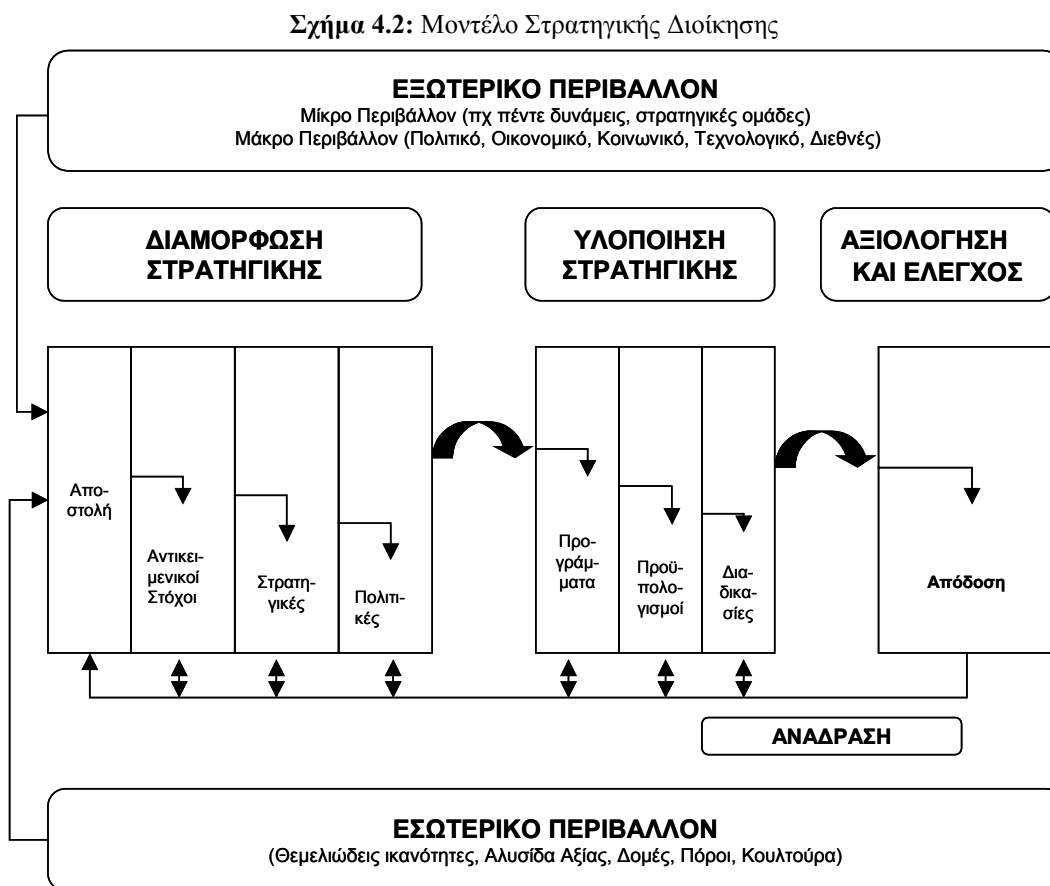 Σχήμα 4.2: Μοντέλο Στρατηγικής Διοίκησης
ΕΞΩΤΕΡΙΚΟ ΠΕΡΙΒΑΛΛΟΝ
Μίκρο Περιβάλλον (πχ πέντε δυνάμεις, στρατηγικές ομάδες)
Μάκρο Περιβάλλον (Πολιτικό, Οικονομικό, Κοινωνικό, Τεχνολογικό, Διεθνές)
ΔΙΑΜΟΡΦΩΣΗ
ΣΤΡΑΤΗΓΙΚΗΣ
ΥΛΟΠΟΙΗΣΗ
ΣΤΡΑΤΗΓΙΚΗΣ
ΑΞΙΟΛΟΓΗΣΗ
ΚΑΙ ΕΛΕΓΧΟΣ
Απο-
στολή
Αντικει-
μενικοί
Στόχοι
Στρατη-
γικές
Πολιτι-
κές
Προ-
γράμ-
ματα
Προϋ-
πολο-
γισμοί
Δια-
δικα-
σίες
Απόδοση
ΑΝΑΔΡΑΣΗ
ΕΣΩΤΕΡΙΚΟ ΠΕΡΙΒΑΛΛΟΝ
(Θεμελιώδεις ικανότητες, Αλυσίδα Αξίας, Δομές, Πόροι, Κουλτούρα)